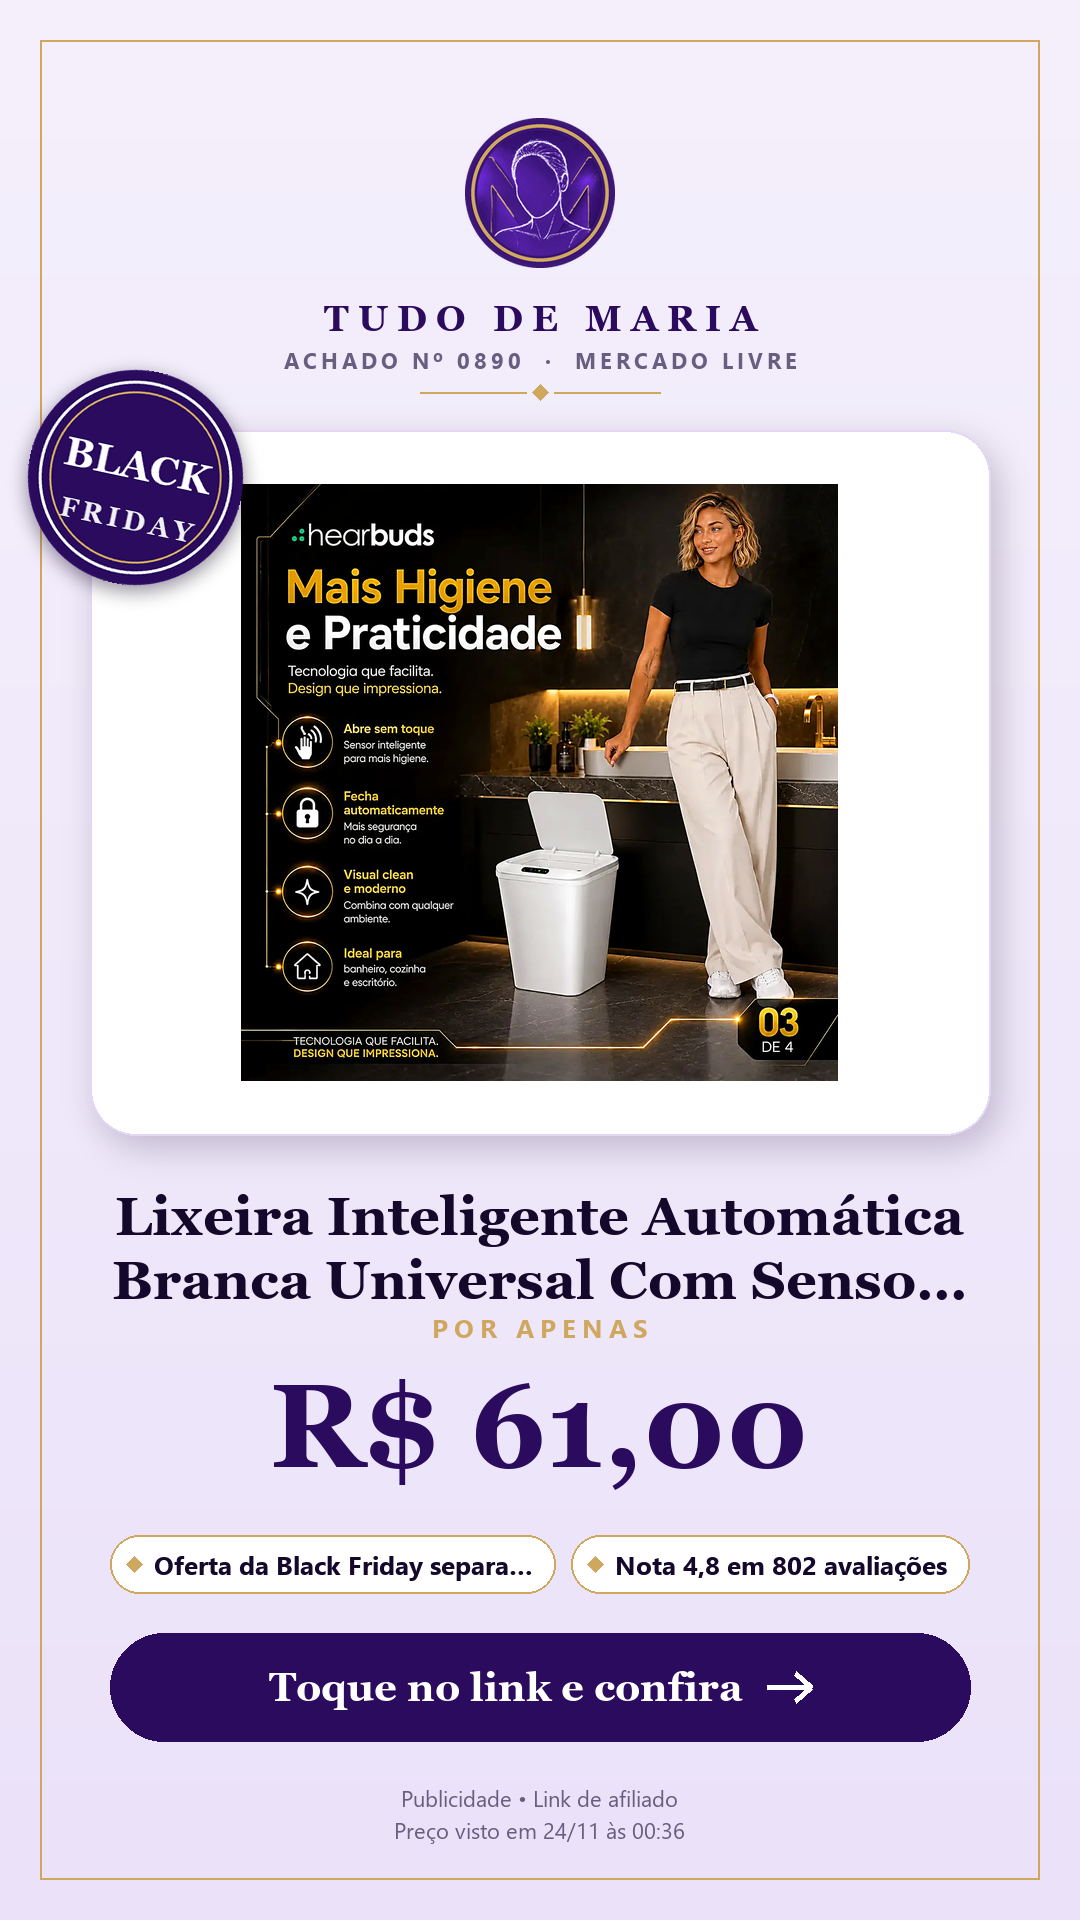 TUDO DE MARIA
ACHADO Nº 0890 · MERCADO LIVRE
BLACK
FRIDAY
hearbuds
Mais Higiene
e Praticidade
Tecnologia que facilita.
Design que impressiona.
Abre sem toque
Sensor inteligente
para mais higiene.
Fecha
automaticamente
Mais segurança
no dia a dia.
Visual clean
e moderno
Combina com qualquer
ambiente.
Ideal para
banheiro, cozinha
e escritório.
TECNOLOGIA QUE FACILITA.
DESIGN QUE IMPRESSIONA.
03
DE 4
Lixeira Inteligente Automática
Branca Universal Com Senso...
POR APENAS
R$ 61,00
Oferta da Black Friday separa...
Nota 4,8 em 802 avaliações
Toque no link e confira →
Publicidade • Link de afiliado
Preço visto em 24/11 às 00:36